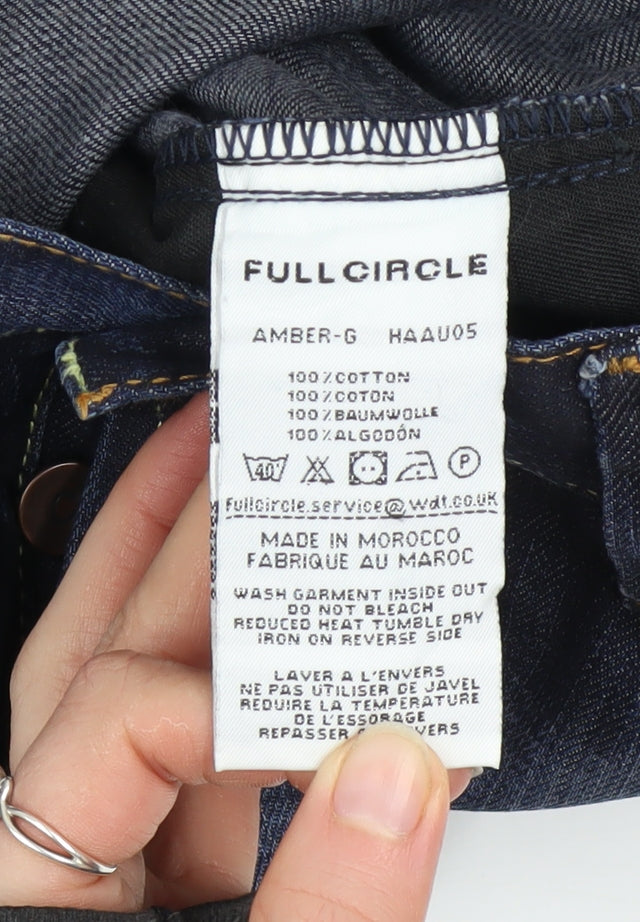 FULLCIRCLE
AMBER-G HAAU05
100%COTTON
100%COTON
100%BAUMWOLLE
100%ALGODÓN
40° P
fullcircle.service@wdt.co.uk
MADE IN MOROCCO
FABRIQUE AU MAROC
WASH GARMENT INSIDE OUT
DO NOT BLEACH
REDUCED HEAT TUMBLE DRY
IRON ON REVERSE SIDE
LAVER A L'ENVERS
NE PAS UTILISER DE JAVEL
REDUIRE LA TEMPERATURE
DE L'ESSORAGE
REPASSER